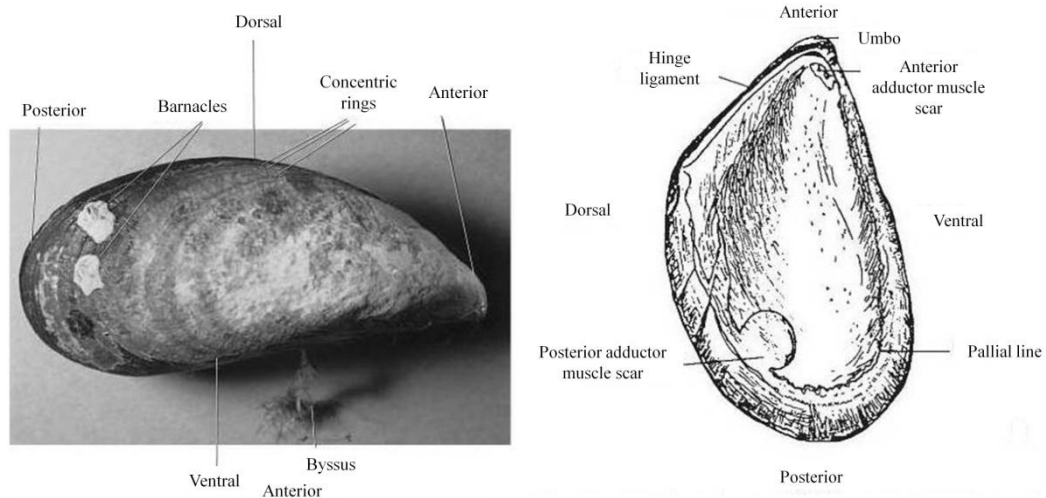 Dorsal
Concentric
rings
Anterior
Barnacles
Posterior
Byssus
Ventral
Anterior
Anterior
Umbo
Hinge
ligament
Anterior
adductor muscle
scar
Dorsal
Ventral
Posterior adductor
muscle scar
Pallial line
Posterior